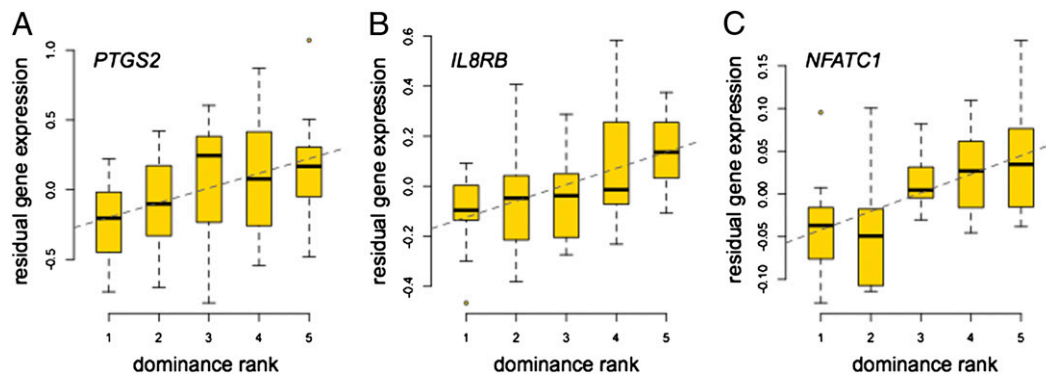 A
PTGS2
residual gene expression
1.0
0.5
0.0
-0.5
1 2 3 4 5
dominance rank
B
IL8RB
residual gene expression
0.6
0.4
0.2
0.0
-0.2
-0.4
1 2 3 4 5
dominance rank
C
NFATC1
residual gene expression
0.15
0.10
0.05
0.00
-0.05
-0.10
1 2 3 4 5
dominance rank